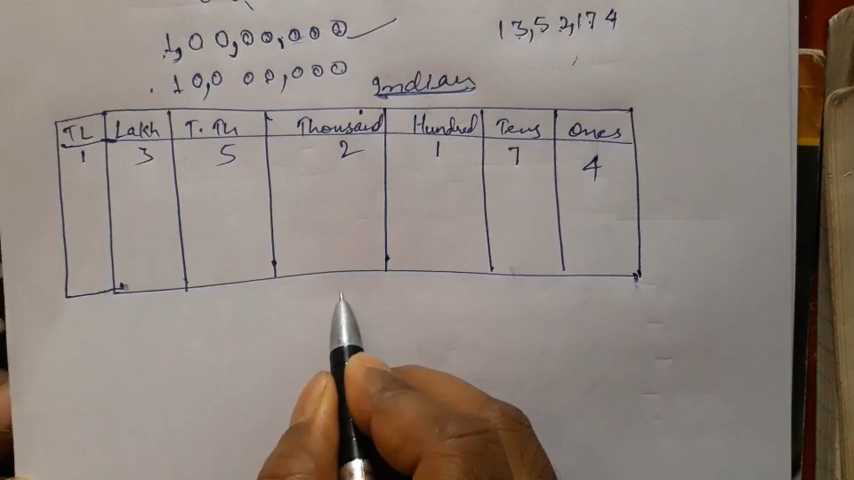 1,00,00,000
13,52,174
10,0 00,000
Indian
TL Lakh T.Th Thousand Hundred Tens Ones
1 3 5 2 1 7 4